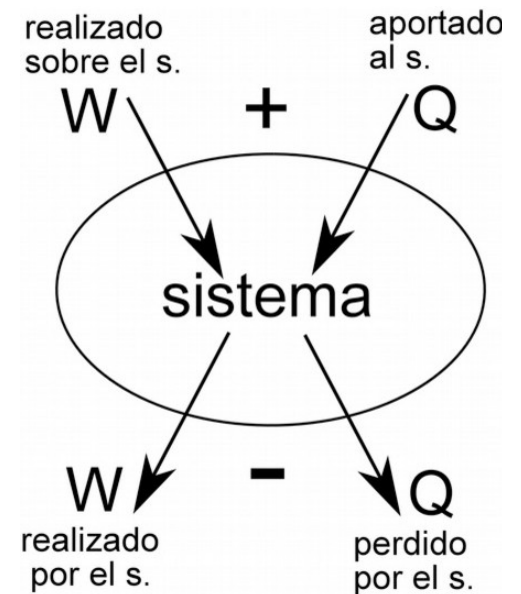 realizado
sobre el s.
aportado
al s.
W + Q
sistema
W - Q
realizado
por el s.
perdido
por el s.